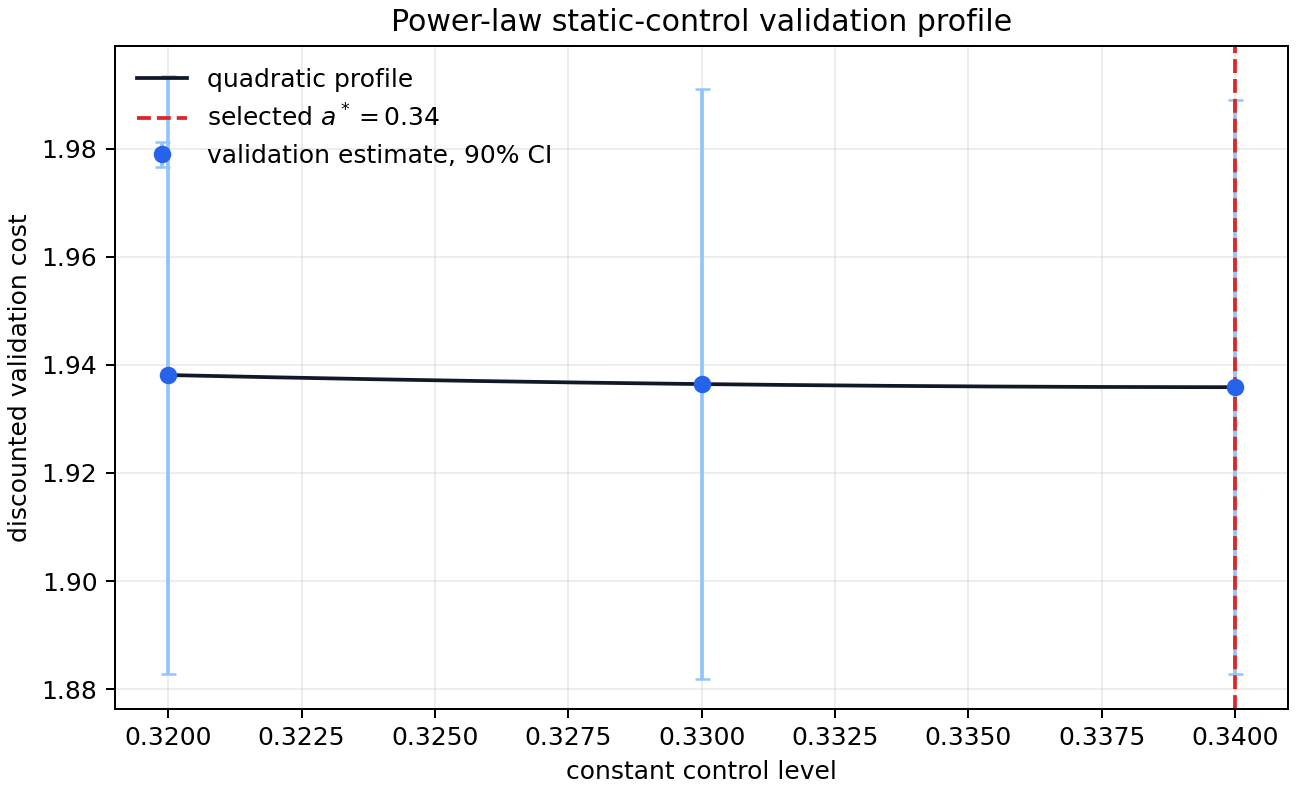 Power-law static-control validation profile
quadratic profile
selected a* = 0.34
validation estimate, 90% CI
discounted validation cost
1.98
1.96
1.94
1.92
1.90
1.88
0.3200 0.3225 0.3250 0.3275 0.3300 0.3325 0.3350 0.3375 0.3400
constant control level